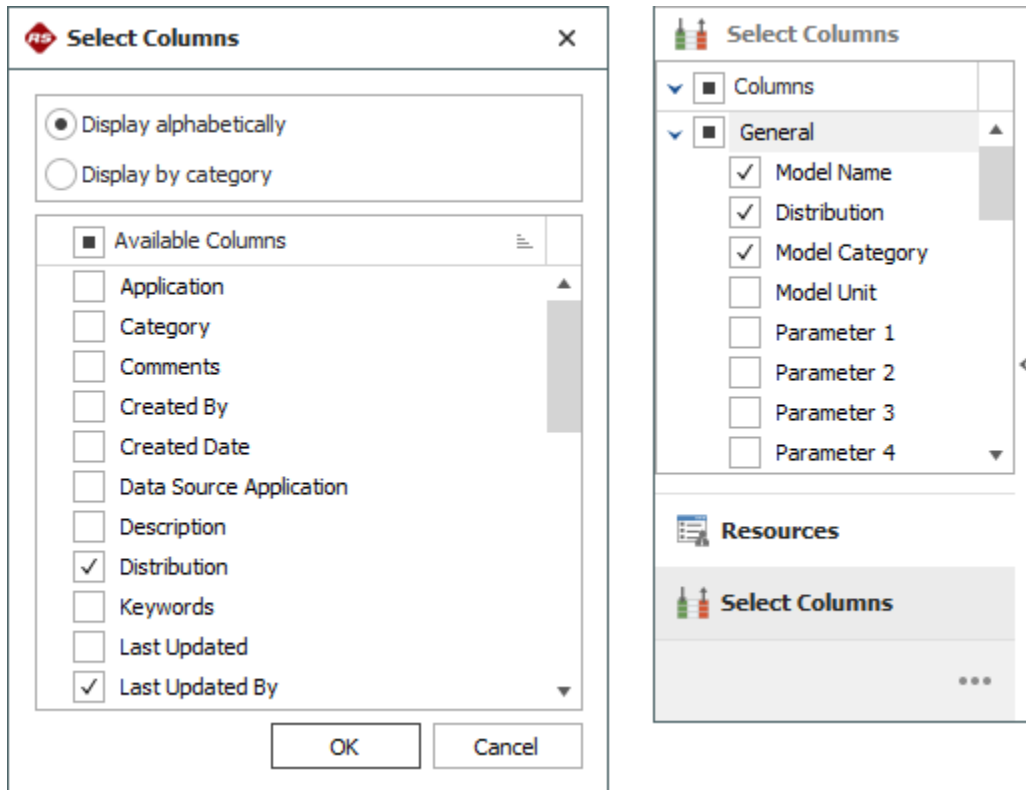 RS Select Columns
Display alphabetically
Display by category
Available Columns
Application
Category
Comments
Created By
Created Date
Data Source Application
Description
Distribution
Keywords
Last Updated
Last Updated By
OK Cancel
Select Columns
Columns
General
Model Name
Distribution
Model Category
Model Unit
Parameter 1
Parameter 2
Parameter 3
Parameter 4
Resources
Select Columns